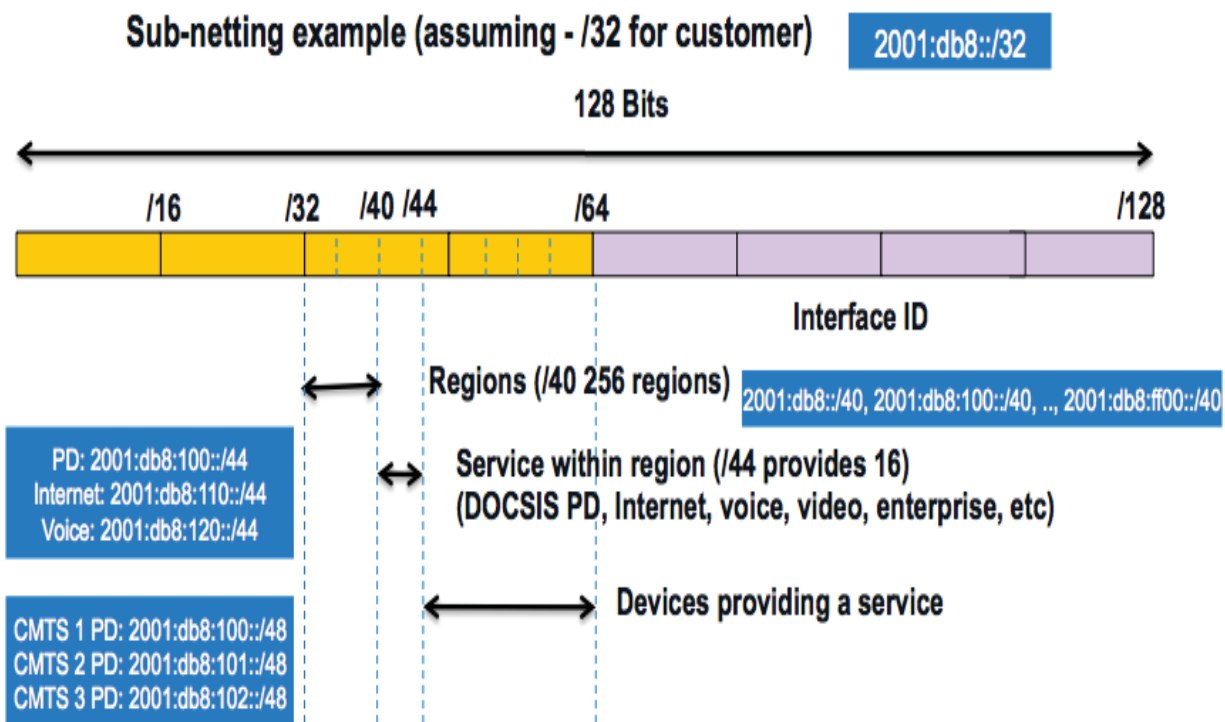 Sub-netting example (assuming - /32 for customer)
2001:db8::/32
128 Bits
/16
/32
/40
/44
/64
/128
Interface ID
Regions (/40 256 regions)
2001:db8::/40, 2001:db8:100::/40, .., 2001:db8:ff00::/40
PD: 2001:db8:100::/44
Internet: 2001:db8:110::/44
Voice: 2001:db8:120::/44
Service within region (/44 provides 16)
(DOCSIS PD, Internet, voice, video, enterprise, etc)
Devices providing a service
CMTS 1 PD: 2001:db8:100::/48
CMTS 2 PD: 2001:db8:101::/48
CMTS 3 PD: 2001:db8:102::/48